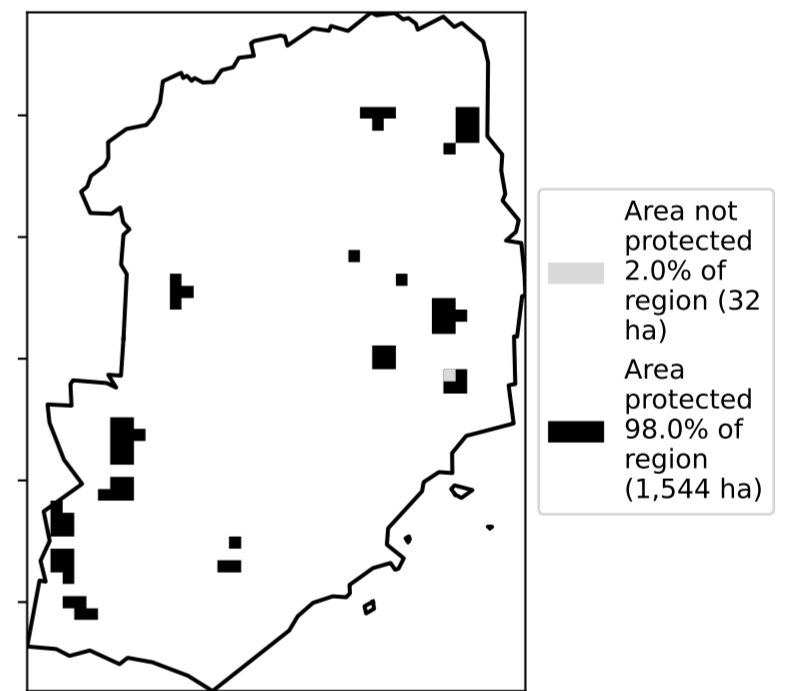 Area not
protected
2.0% of
region (32
ha)
Area
protected
98.0% of
region
(1,544 ha)